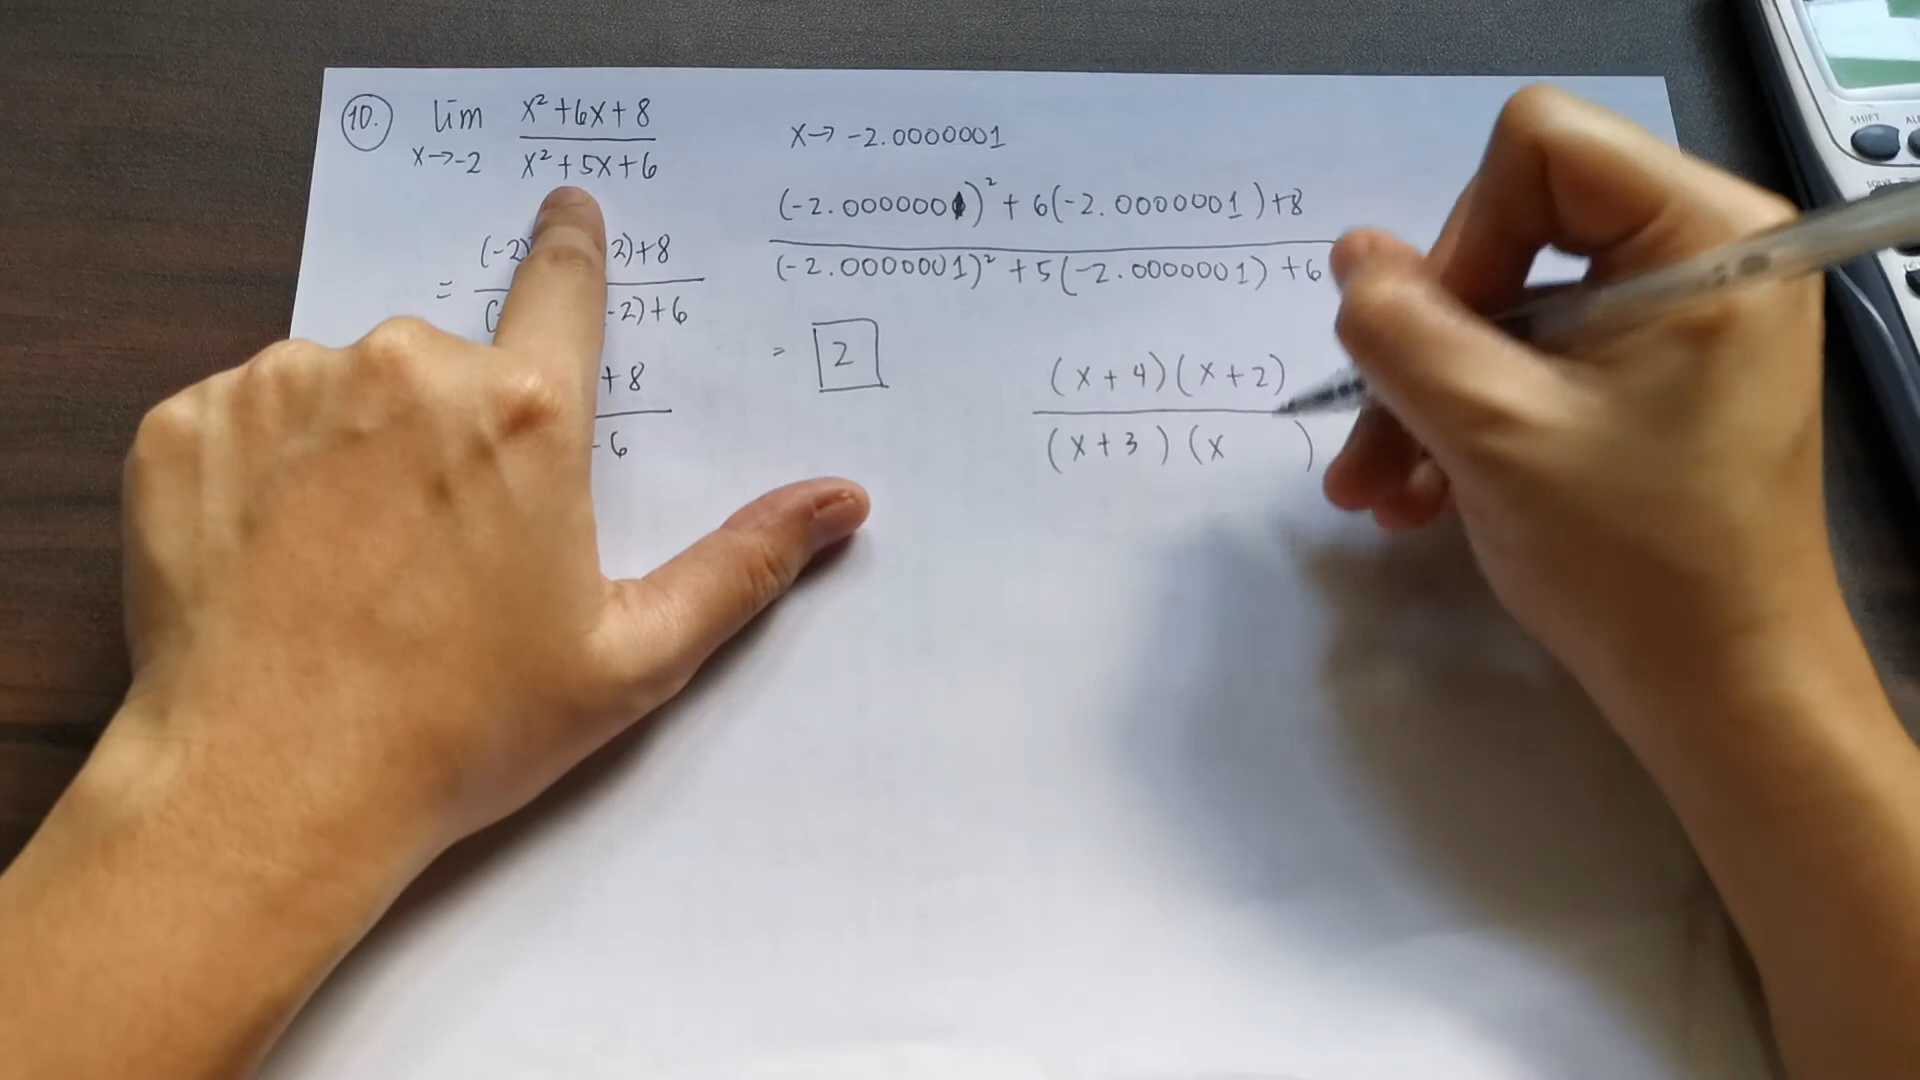 10. lim x²+6x+8
x→-2 x²+5x+6
(-2 2)+8
= -2)+6
+8
6
x→ -2.0000001
(-2.0000001)² + 6(-2.0000001)+8
(-2.0000001)² + 5(-2.0000001)+6
= 2
(x+4)(x+2)
(x+3)(x )
SHIFT